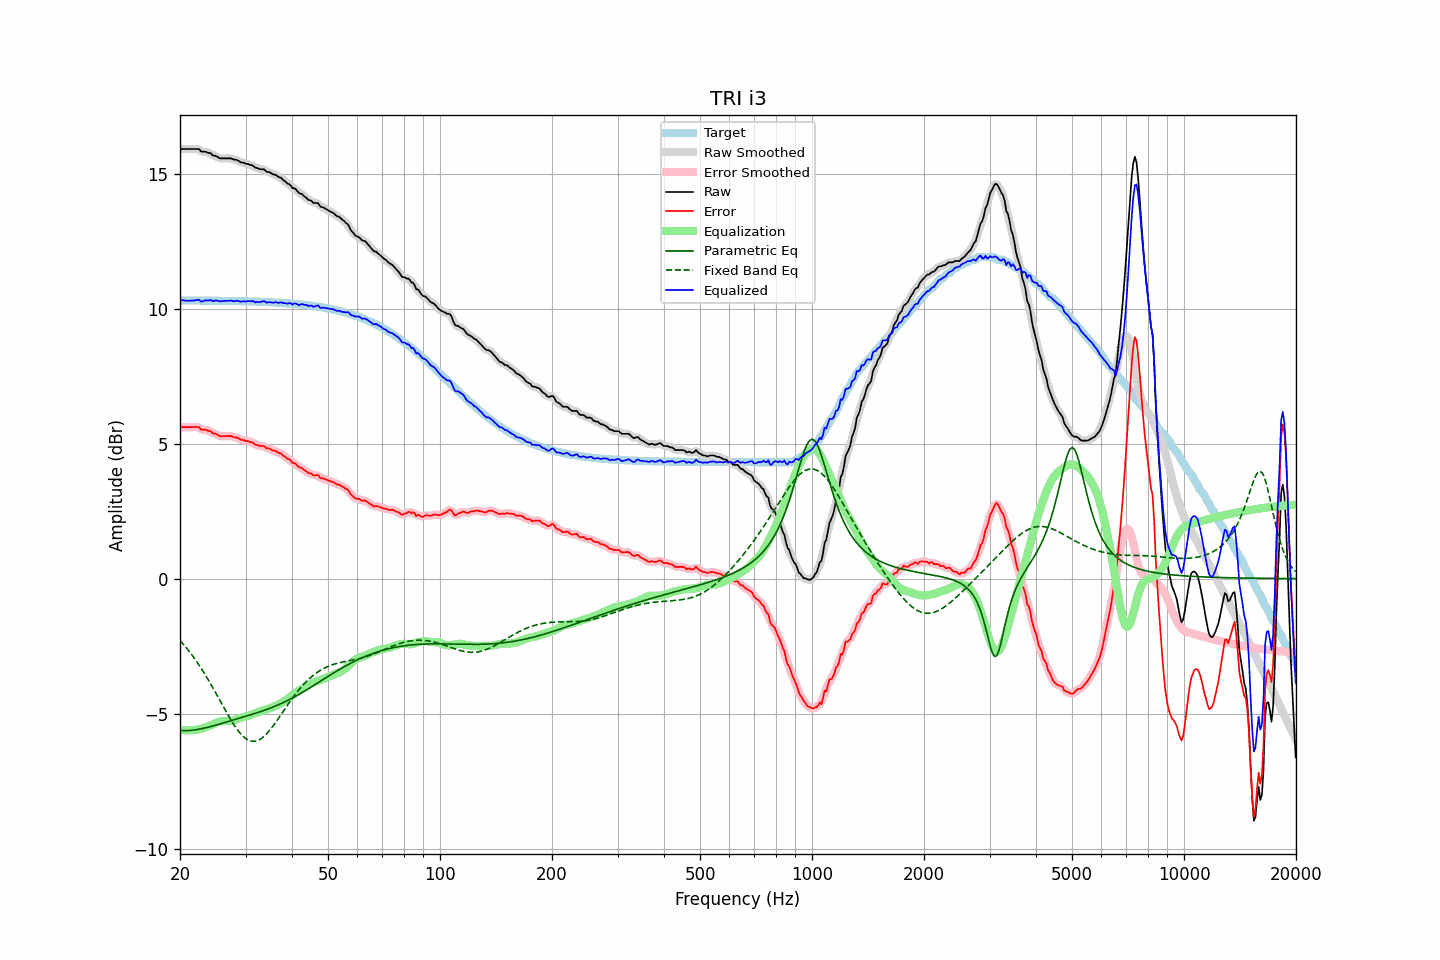 TRI i3
Target
Raw Smoothed
Error Smoothed
Raw
Error
Equalization
Parametric Eq
Fixed Band Eq
Equalized
15
10
5
0
−5
−10
Amplitude (dBr)
20 50 100 200 500 1000 2000 5000 10000 20000
Frequency (Hz)